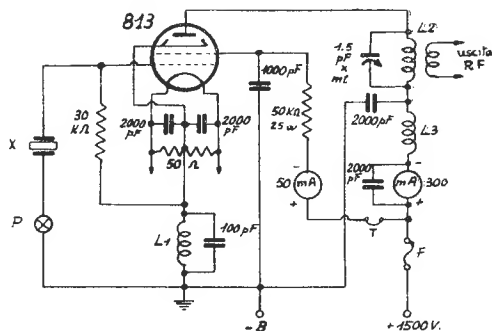 813
L2
1.5
pF
x
mt.
uscita
RF
1000 pF
30
KΩ
2000
pF
2000
pF
2000 pF
50 KΩ
25 w
L3
X
50 Ω
-
50 mA
+
2000
pF
-
mA 300
+
P
L1
100 pF
T
F
- B
+ 1500 V.